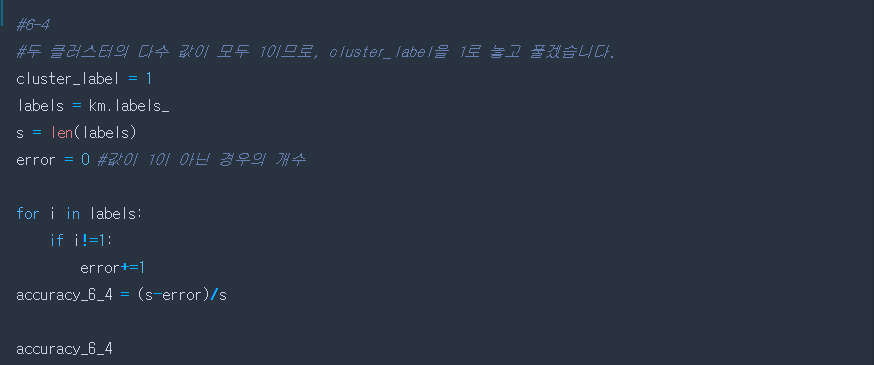 #6-4
#두 클러스터의 다수 값이 모두 1이므로, cluster_label을 1로 놓고 풀겠습니다.
cluster_label = 1
labels = km.labels_
s = len(labels)
error = 0 #값이 1이 아닌 경우의 개수
for i in labels:
    if i!=1:
        error+=1
accuracy_6_4 = (s-error)/s
accuracy_6_4